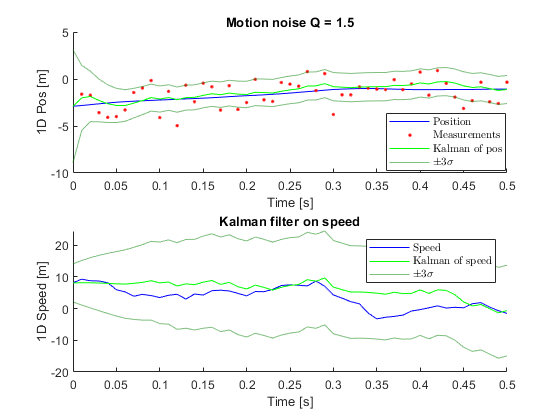 Motion noise Q = 1.5
5
0
-5
-10
1D Pos [m]
Position
Measurements
Kalman of pos
±3σ
0 0.05 0.1 0.15 0.2 0.25 0.3 0.35 0.4 0.45 0.5
Time [s]
Kalman filter on speed
20
10
0
-10
-20
1D Speed [m]
Speed
Kalman of speed
±3σ
0 0.05 0.1 0.15 0.2 0.25 0.3 0.35 0.4 0.45 0.5
Time [s]